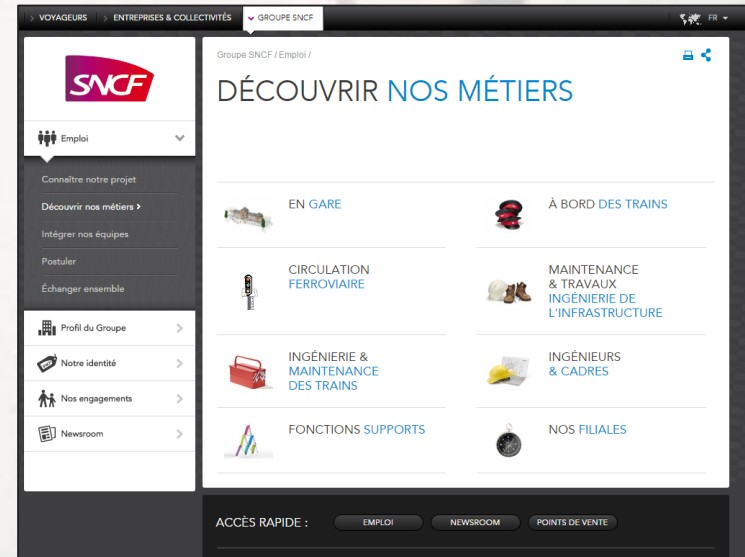 VOYAGEURS
ENTREPRISES & COLLECTIVITÉS
GROUPE SNCF
FR
SNCF
Emploi
Connaître notre projet
Découvrir nos métiers >
Intégrer nos équipes
Postuler
Échanger ensemble
Profil du Groupe
Notre identité
Nos engagements
Newsroom
Groupe SNCF / Emploi /
DÉCOUVRIR NOS MÉTIERS
EN GARE
À BORD DES TRAINS
CIRCULATION
FERROVIAIRE
MAINTENANCE
& TRAVAUX
INGÉNIERIE DE
L'INFRASTRUCTURE
INGÉNIERIE &
MAINTENANCE
DES TRAINS
INGÉNIEURS
& CADRES
FONCTIONS SUPPORTS
NOS FILIALES
ACCÈS RAPIDE :
EMPLOI
NEWSROOM
POINTS DE VENTE